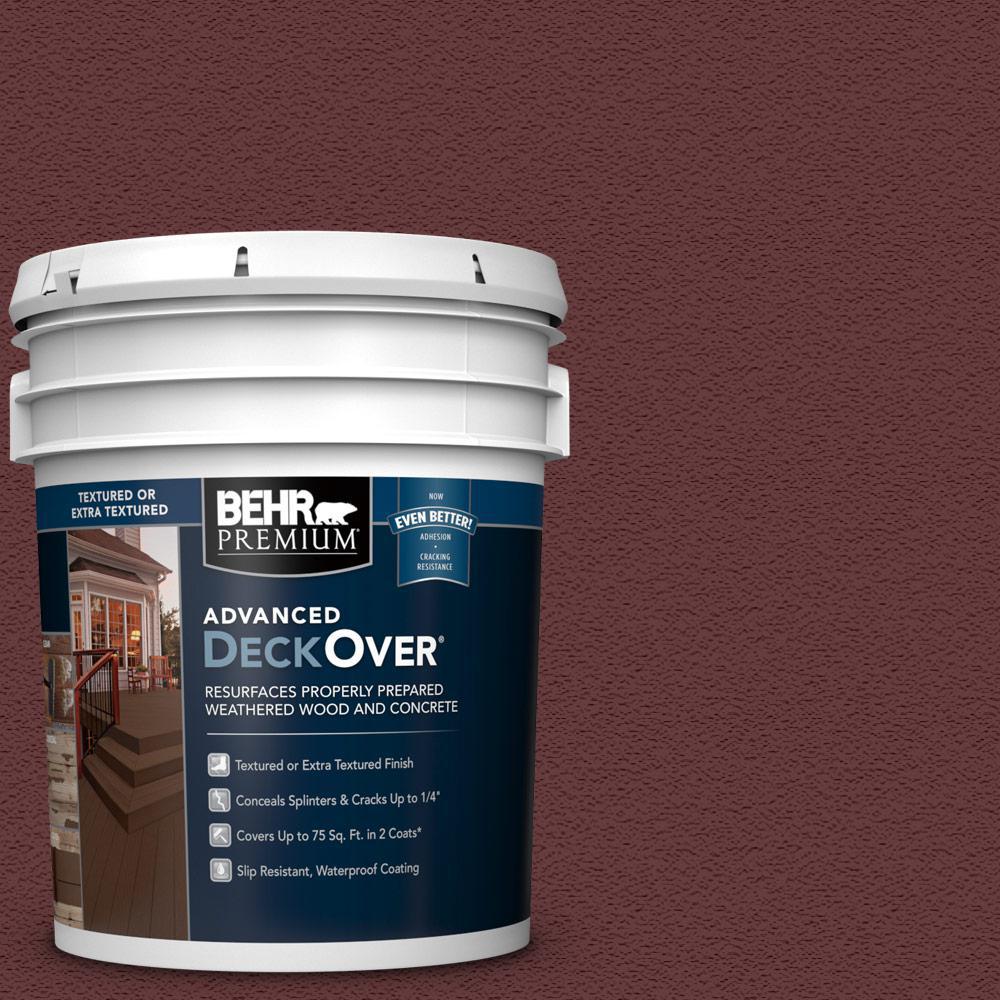 TEXTURED OR
EXTRA TEXTURED
BEHR
PREMIUM®
NOW
EVEN BETTER!
ADHESION
•
CRACKING
RESISTANCE
ADVANCED
DECKOVER®
RESURFACES PROPERLY PREPARED
WEATHERED WOOD AND CONCRETE
Textured or Extra Textured Finish
Conceals Splinters & Cracks Up to 1/4"
Covers Up to 75 Sq. Ft. in 2 Coats*
Slip Resistant, Waterproof Coating